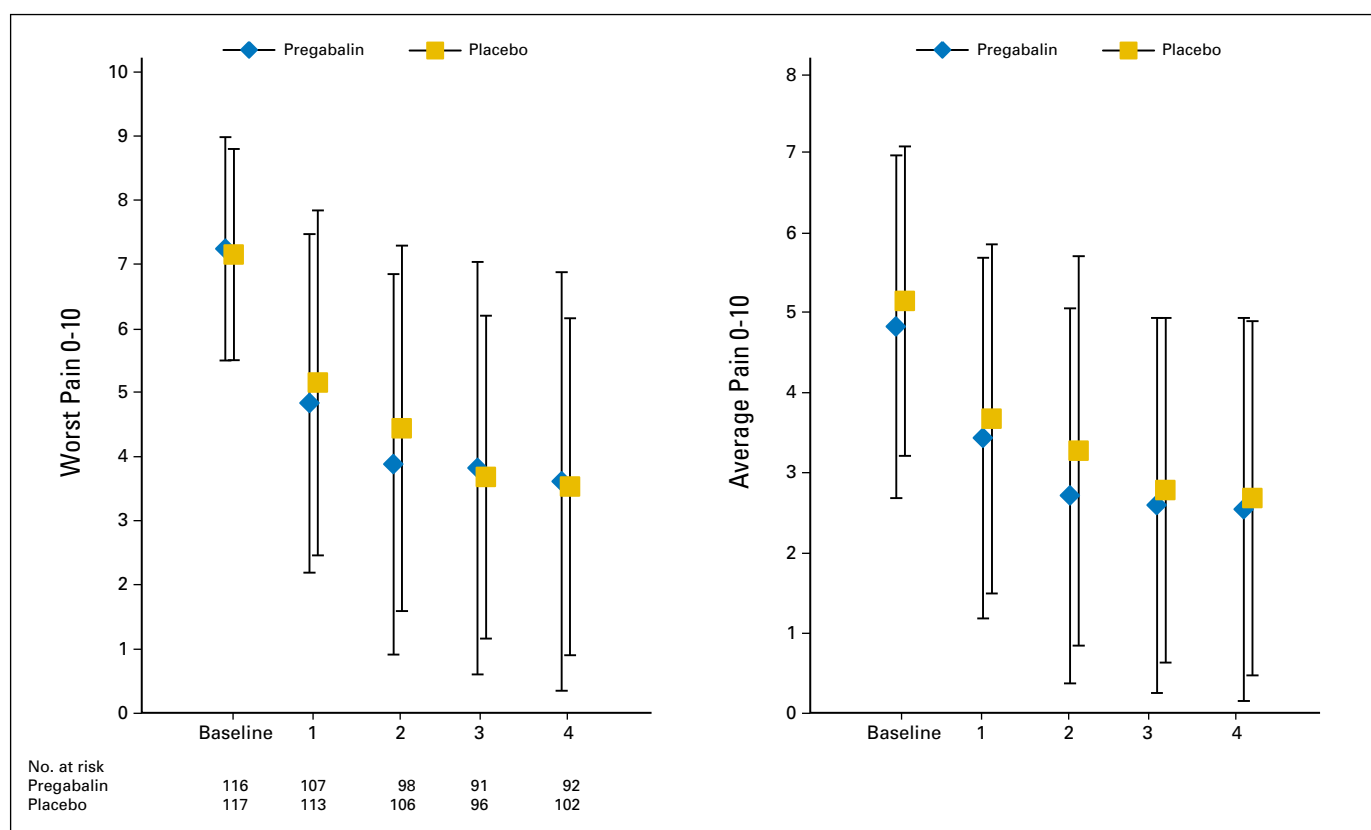 Pregabalin Placebo
10
9
8
7
6
5
4
3
2
1
0
Worst Pain 0-10
Baseline 1 2 3 4
No. at risk
Pregabalin 116 107 98 91 92
Placebo 117 113 106 96 102
Pregabalin Placebo
8
7
6
5
4
3
2
1
0
Average Pain 0-10
Baseline 1 2 3 4